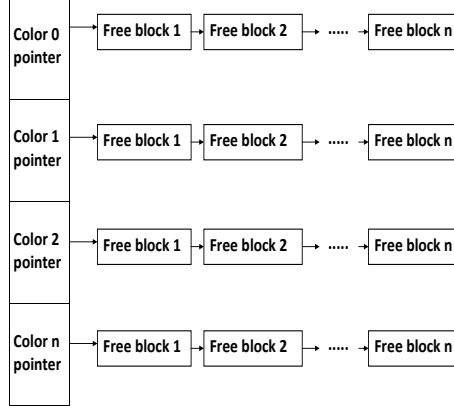 Color 0
pointer
Free block 1 Free block 2 ..... Free block n
Color 1
pointer
Free block 1 Free block 2 ..... Free block n
Color 2
pointer
Free block 1 Free block 2 ..... Free block n
Color n
pointer
Free block 1 Free block 2 ..... Free block n